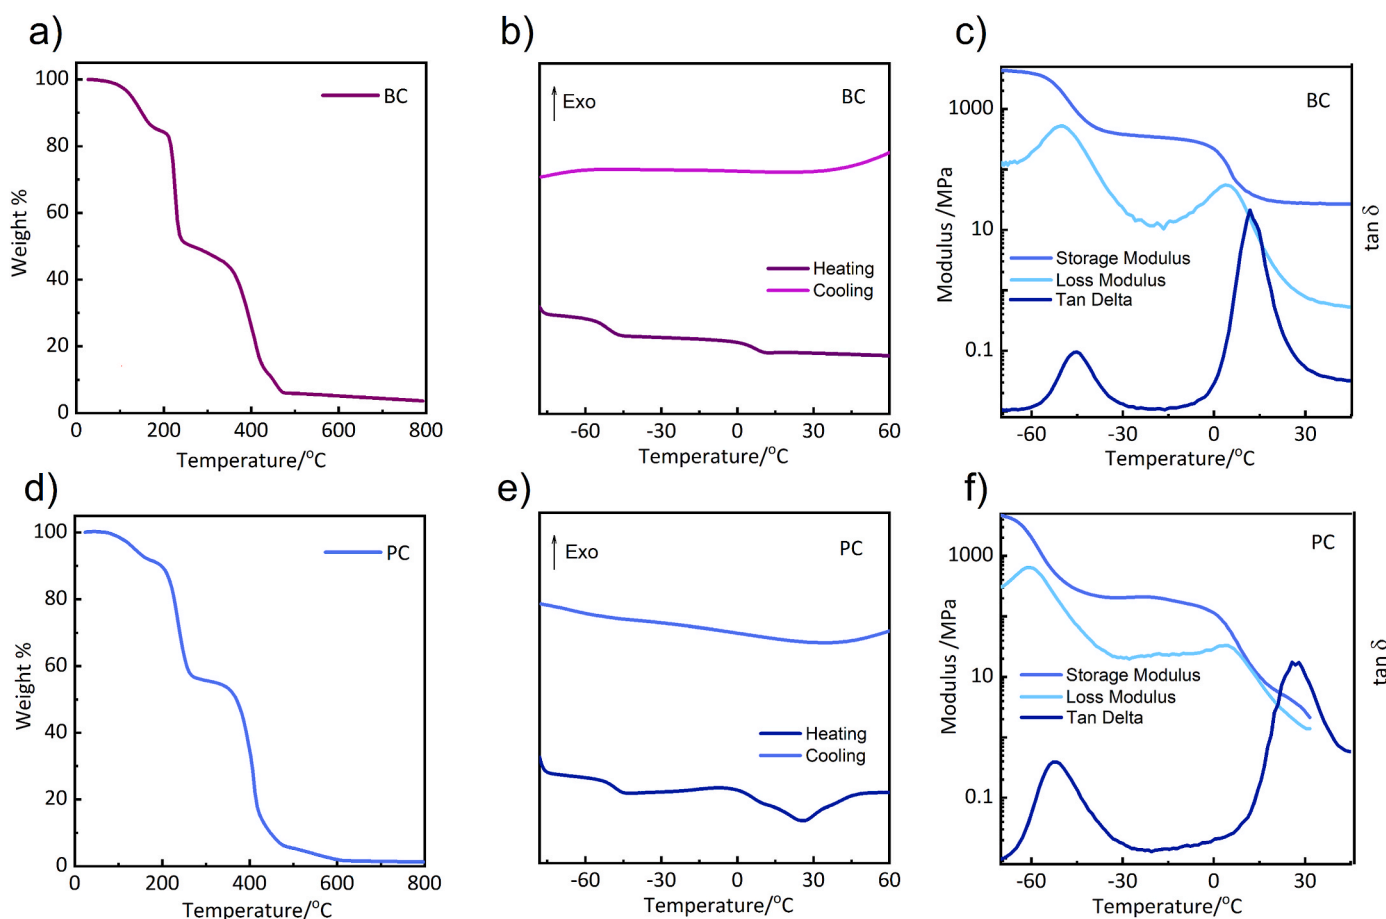 a)
100
80
60
40
20
0
Weight %
BC
0 200 400 600 800
Temperature/°C
b)
Exo
BC
Heating
Cooling
-60 -30 0 30 60
Temperature/°C
c)
1000
10
0.1
Modulus /MPa
BC
Storage Modulus
Loss Modulus
Tan Delta
tan δ
-60 -30 0 30
Temperature/°C
d)
100
80
60
40
20
0
Weight %
PC
0 200 400 600 800
Temperature/°C
e)
Exo
PC
Heating
Cooling
-60 -30 0 30 60
Temperature/°C
f)
1000
10
0.1
Modulus /MPa
PC
Storage Modulus
Loss Modulus
Tan Delta
tan δ
-60 -30 0 30
Temperature/°C